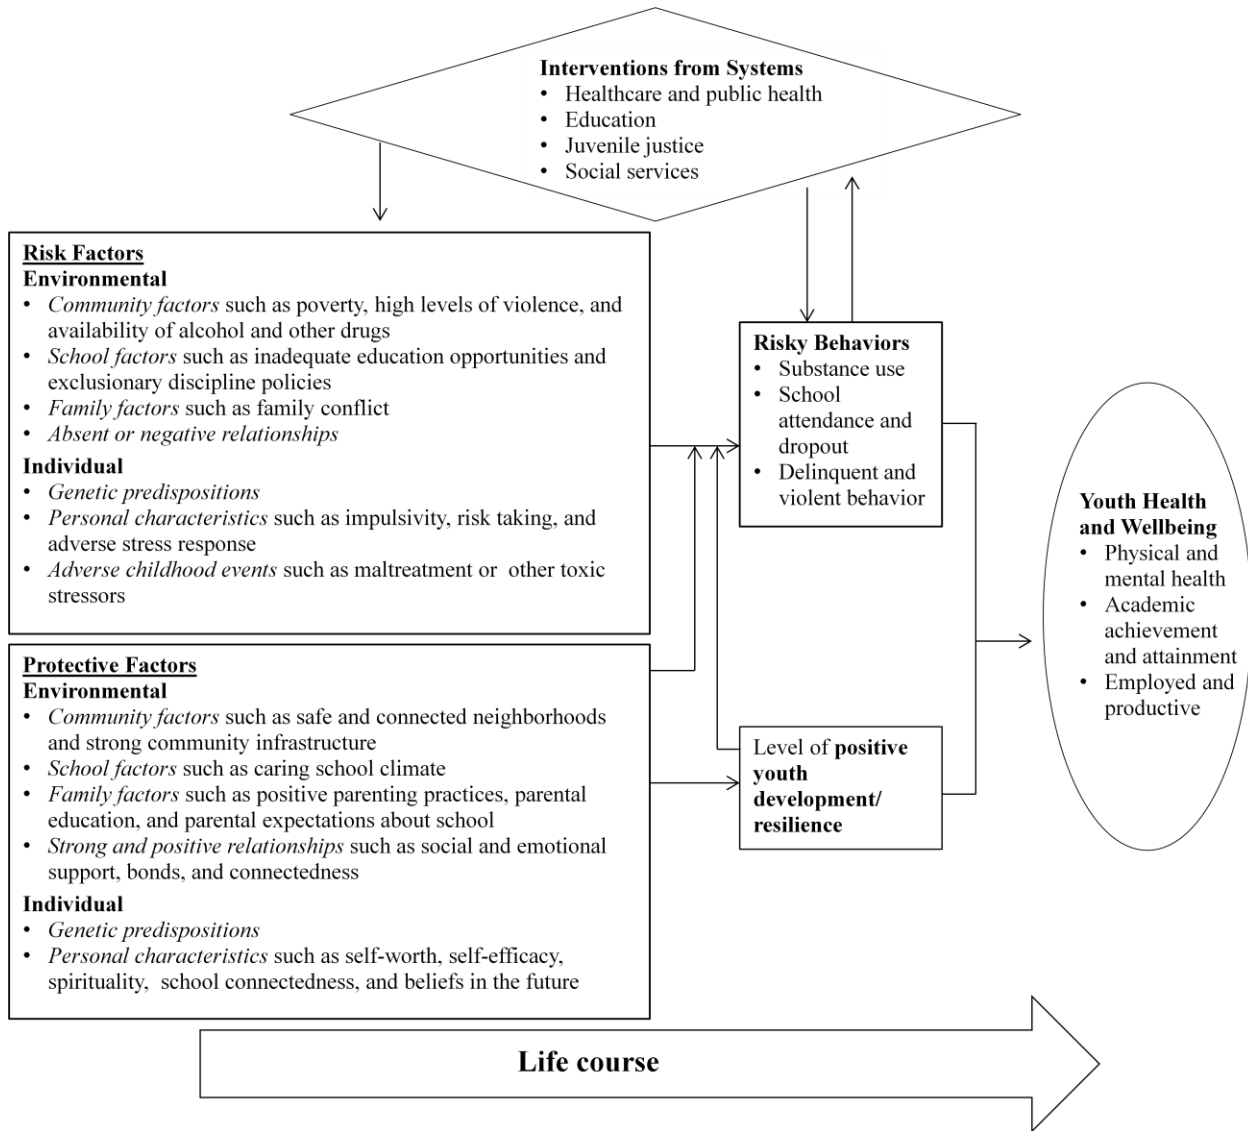 Interventions from Systems
• Healthcare and public health
• Education
• Juvenile justice
• Social services
Risk Factors
Environmental
• Community factors such as poverty, high levels of violence, and
availability of alcohol and other drugs
• School factors such as inadequate education opportunities and
exclusionary discipline policies
• Family factors such as family conflict
• Absent or negative relationships
Individual
• Genetic predispositions
• Personal characteristics such as impulsivity, risk taking, and
adverse stress response
• Adverse childhood events such as maltreatment or other toxic
stressors
Protective Factors
Environmental
• Community factors such as safe and connected neighborhoods
and strong community infrastructure
• School factors such as caring school climate
• Family factors such as positive parenting practices, parental
education, and parental expectations about school
• Strong and positive relationships such as social and emotional
support, bonds, and connectedness
Individual
• Genetic predispositions
• Personal characteristics such as self-worth, self-efficacy,
spirituality, school connectedness, and beliefs in the future
Risky Behaviors
• Substance use
• School
attendance and
dropout
• Delinquent and
violent behavior
Level of positive
youth
development/
resilience
Youth Health
and Wellbeing
• Physical and
mental health
• Academic
achievement
and attainment
• Employed and
productive
Life course